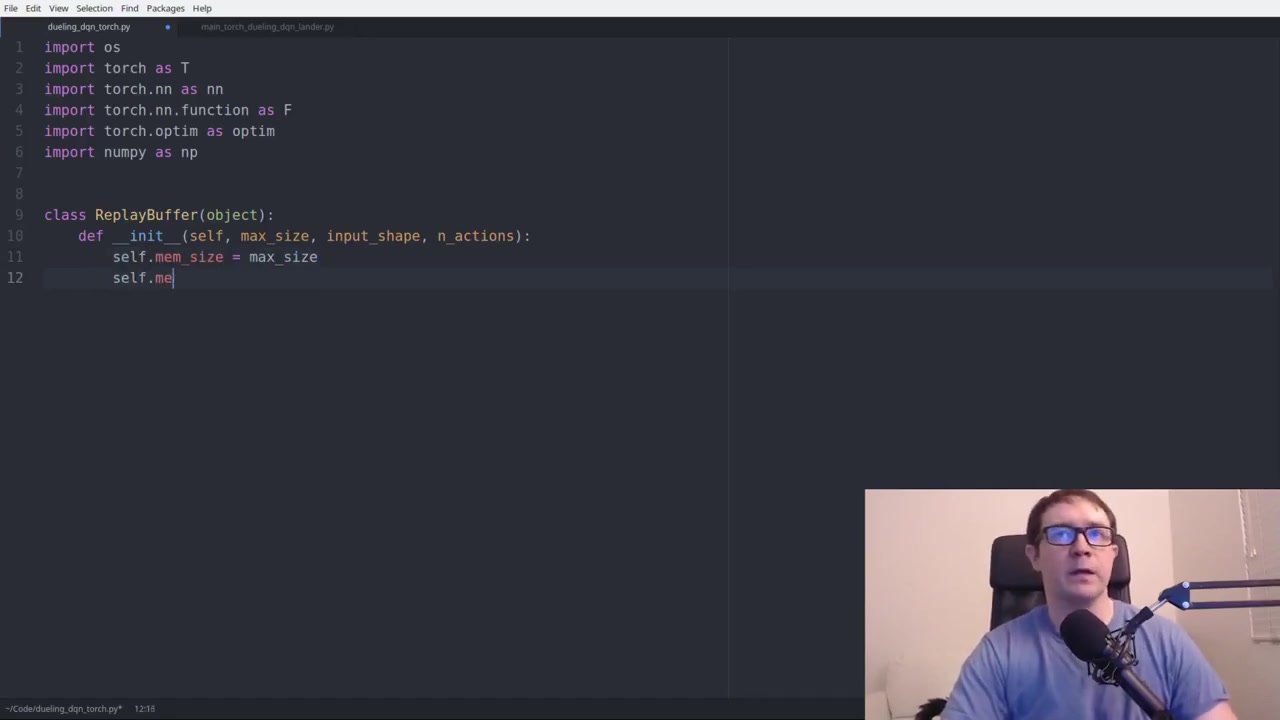 File Edit View Selection Find Packages Help
dueling_dqn_torch.py main_torch_dueling_dqn_lander.py
1 import os
2 import torch as T
3 import torch.nn as nn
4 import torch.nn.function as F
5 import torch.optim as optim
6 import numpy as np
7
8
9 class ReplayBuffer(object):
10 def __init__(self, max_size, input_shape, n_actions):
11 self.mem_size = max_size
12 self.me
~/Code/dueling_dqn_torch.py* 12:18